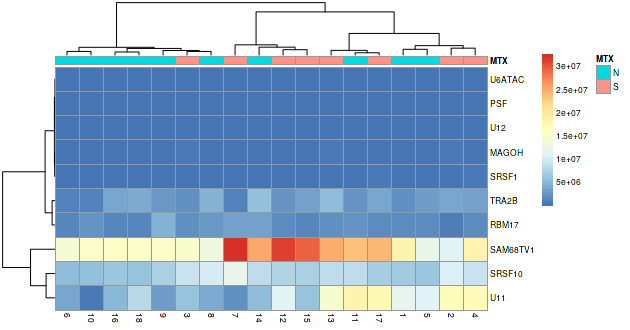 MTX
U6ATAC
PSF
U12
MAGOH
SRSF1
TRA2B
RBM17
SAM68TV1
SRSF10
U11
6 10 16 18 9 3 8 7 14 12 15 13 11 17 1 5 2 4
3e+07
2.5e+07
2e+07
1.5e+07
1e+07
5e+06
MTX
N
S